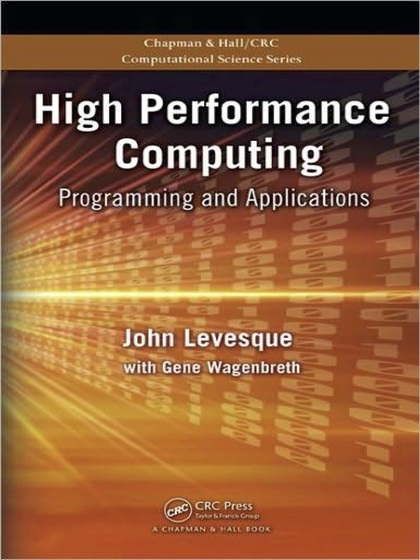 Chapman & Hall/CRC
Computational Science Series
High Performance
Computing
Programming and Applications
John Levesque
with Gene Wagenbreth
CRC
CRC Press
Taylor & Francis Group
A CHAPMAN & HALL BOOK